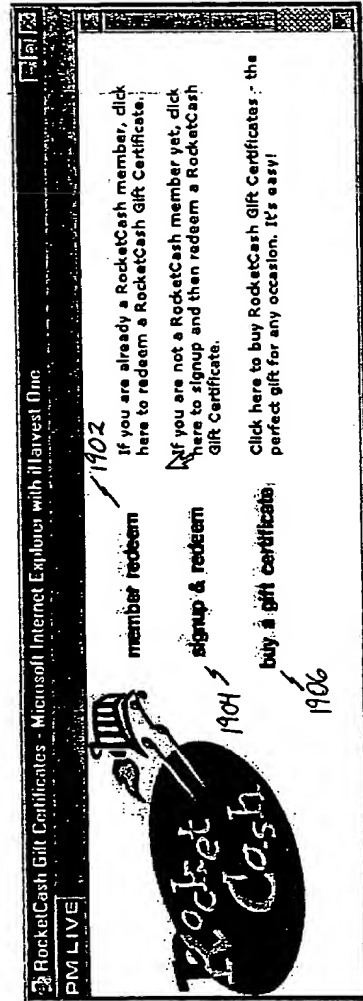 RocketCash Gift Certificates - Microsoft Internet Explorer with iHarvest One
PM LIVE
Rocket
Cash
member redeem
1902
If you are already a RocketCash member, click
here to redeem a RocketCash Gift Certificate.
signup & redeem
1904
If you are not a RocketCash member yet, click
here to signup and then redeem a RocketCash
Gift Certificate.
buy a gift certificate
1906
Click here to buy RocketCash Gift Certificates - the
perfect gift for any occasion. It's easy!